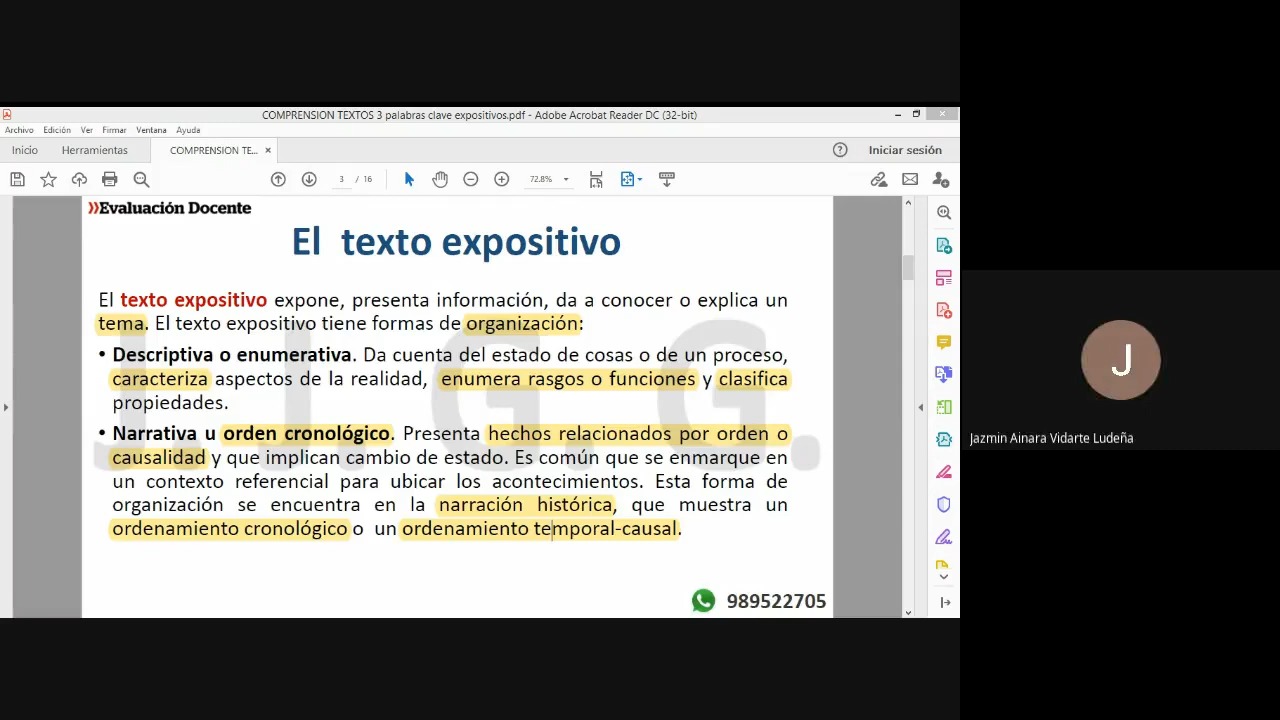 COMPRENSION TEXTOS 3 palabras clave expositivos.pdf - Adobe Acrobat Reader DC (32-bit)
Archivo Edición Ver Firmar Ventana Ayuda
Inicio Herramientas COMPRENSION TE... × Iniciar sesión
3 / 16 72.8%
»Evaluación Docente
El texto expositivo
El texto expositivo expone, presenta información, da a conocer o explica un
tema. El texto expositivo tiene formas de organización:
• Descriptiva o enumerativa. Da cuenta del estado de cosas o de un proceso,
caracteriza aspectos de la realidad, enumera rasgos o funciones y clasifica
propiedades.
• Narrativa u orden cronológico. Presenta hechos relacionados por orden o
causalidad y que implican cambio de estado. Es común que se enmarque en
un contexto referencial para ubicar los acontecimientos. Esta forma de
organización se encuentra en la narración histórica, que muestra un
ordenamiento cronológico o un ordenamiento temporal-causal.
J. I. G. G.
989522705
J
Jazmin Ainara Vidarte Ludeña